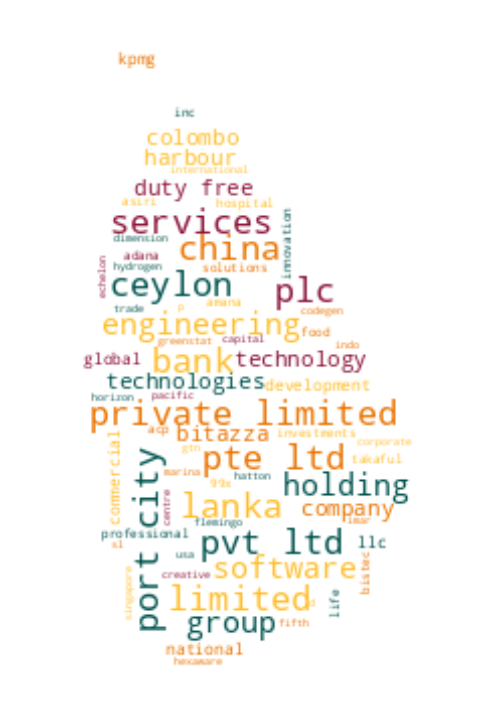 kpmg
inc
colombo
harbour
international
duty free
asiri
hospital
services
innovation
dimension
china
adana
echelon
hydrogen
solutions
ceylon
plc
amana
trade
p
codegen
engineering
food
greenstat
capital
indo
global
bank
technology
technologies
development
horizon
pacific
private limited
acp
bitazza
investments
commercial
corporate
gtn
pte ltd
takaful
port city
marina
hatton
99x
holding
centre
lanka
company
flemingo
imar
professional
sl
pvt ltd
llc
usa
bistec
creative
software
singapore
limited
d
life
group
fifth
national
hexaware